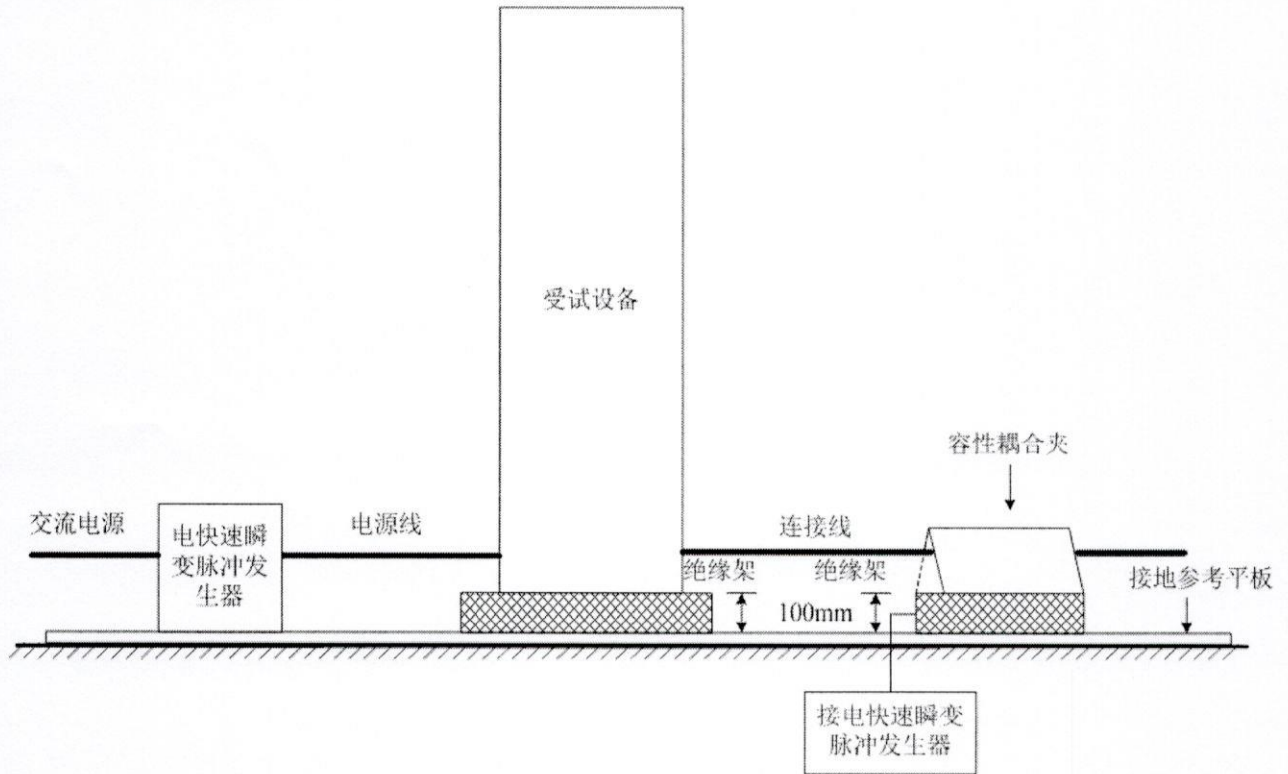 受试设备
容性耦合夹
交流电源
电快速瞬
变脉冲发
生器
电源线
连接线
绝缘架
绝缘架
100mm
接地参考平板
接电快速瞬变
脉冲发生器